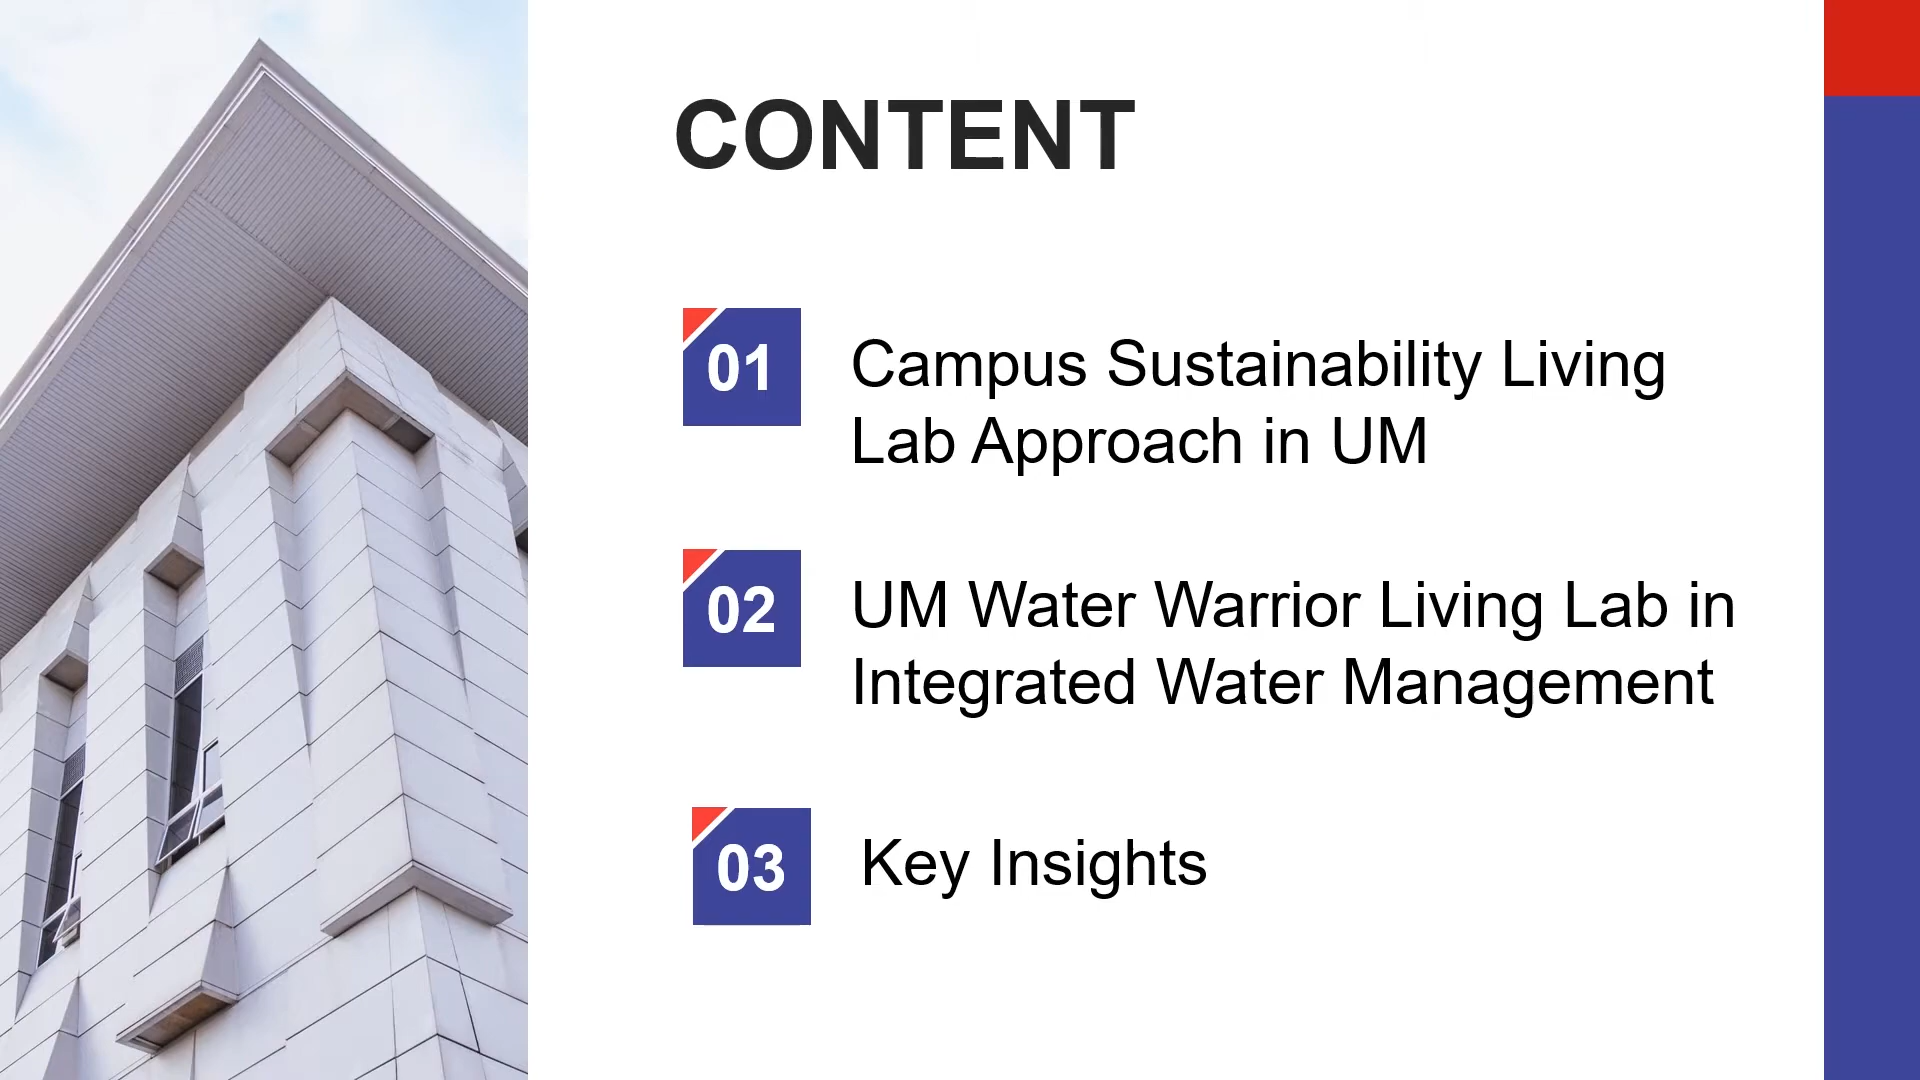 CONTENT
01
Campus Sustainability Living
Lab Approach in UM
02
UM Water Warrior Living Lab in
Integrated Water Management
03
Key Insights